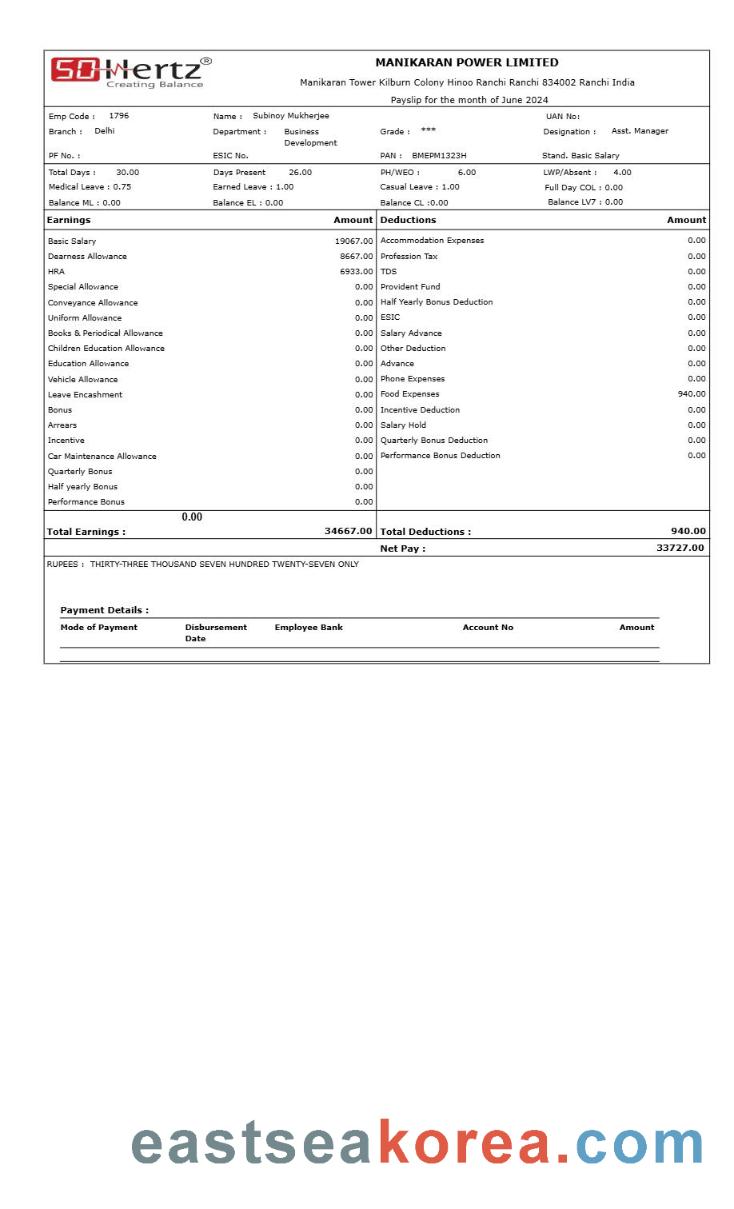 50Hertz®
Creating Balance
MANIKARAN POWER LIMITED
Manikaran Tower Kilburn Colony Hinoo Ranchi Ranchi 834002 Ranchi India
Payslip for the month of June 2024
Emp Code : 1796 Name : Subinoy Mukherjee UAN No:
Branch : Delhi Department : Business Development Grade : *** Designation : Asst. Manager
PF No. : ESIC No. PAN : BMEPM1323H Stand. Basic Salary
Total Days : 30.00 Days Present 26.00 PH/WEO : 6.00 LWP/Absent : 4.00
Medical Leave : 0.75 Earned Leave : 1.00 Casual Leave : 1.00 Full Day COL : 0.00
Balance ML : 0.00 Balance EL : 0.00 Balance CL :0.00 Balance LV7 : 0.00
Earnings Amount Deductions Amount
Basic Salary 19067.00 Accommodation Expenses 0.00
Dearness Allowance 8667.00 Profession Tax 0.00
HRA 6933.00 TDS 0.00
Special Allowance 0.00 Provident Fund 0.00
Conveyance Allowance 0.00 Half Yearly Bonus Deduction 0.00
Uniform Allowance 0.00 ESIC 0.00
Books & Periodical Allowance 0.00 Salary Advance 0.00
Children Education Allowance 0.00 Other Deduction 0.00
Education Allowance 0.00 Advance 0.00
Vehicle Allowance 0.00 Phone Expenses 0.00
Leave Encashment 0.00 Food Expenses 940.00
Bonus 0.00 Incentive Deduction 0.00
Arrears 0.00 Salary Hold 0.00
Incentive 0.00 Quarterly Bonus Deduction 0.00
Car Maintenance Allowance 0.00 Performance Bonus Deduction 0.00
Quarterly Bonus 0.00
Half yearly Bonus 0.00
Performance Bonus 0.00
0.00
Total Earnings : 34667.00 Total Deductions : 940.00
Net Pay : 33727.00
RUPEES : THIRTY-THREE THOUSAND SEVEN HUNDRED TWENTY-SEVEN ONLY
Payment Details :
Mode of Payment Disbursement Date Employee Bank Account No Amount
eastseakorea.com